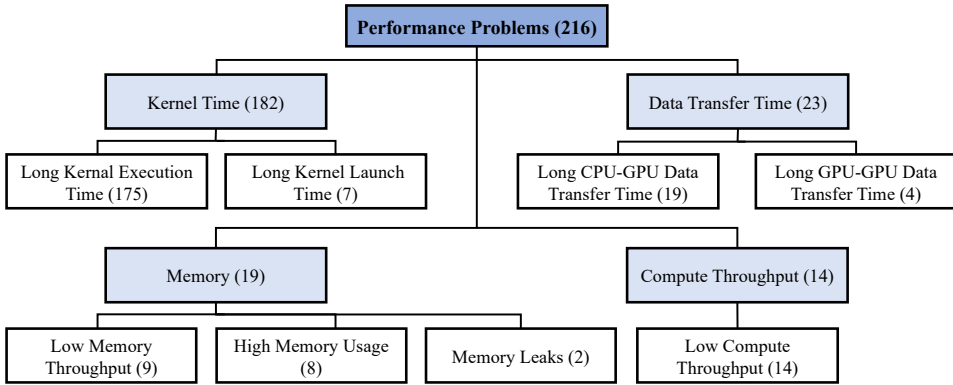 Performance Problems (216)
Kernel Time (182)
Data Transfer Time (23)
Long Kernal Execution
Time (175)
Long Kernel Launch
Time (7)
Long CPU-GPU Data
Transfer Time (19)
Long GPU-GPU Data
Transfer Time (4)
Memory (19)
Compute Throughput (14)
Low Memory
Throughput (9)
High Memory Usage
(8)
Memory Leaks (2)
Low Compute
Throughput (14)